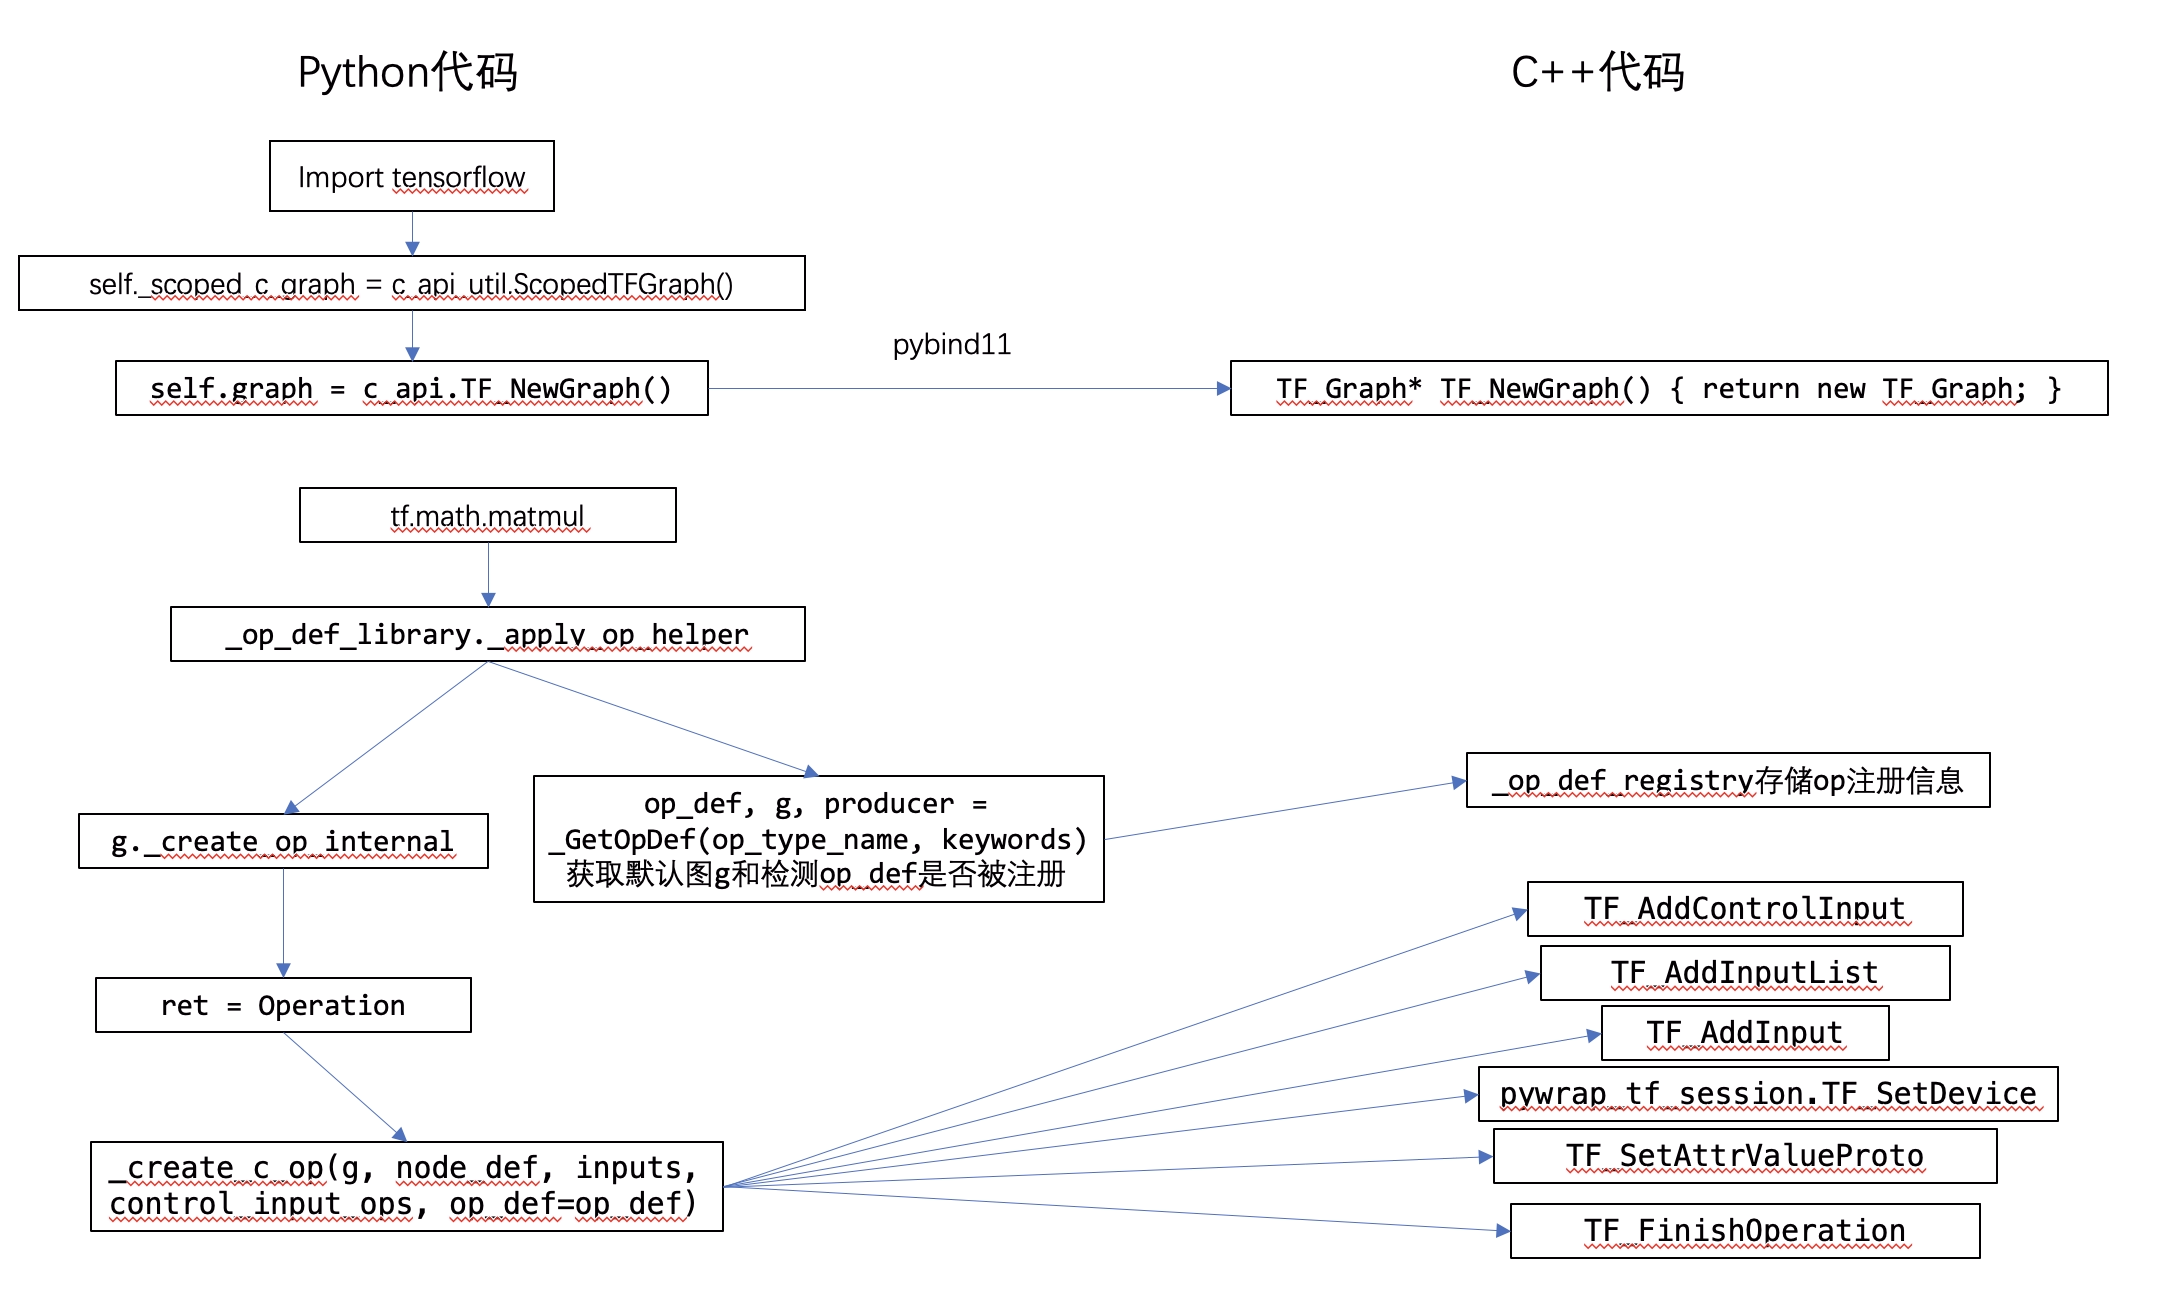 Python代码
C++代码
Import tensorflow
self._scoped_c_graph = c_api_util.ScopedTFGraph()
pybind11
self.graph = c_api.TF_NewGraph()
TF_Graph* TF_NewGraph() { return new TF_Graph; }
tf.math.matmul
_op_def_library._apply_op_helper
g._create_op_internal
op_def, g, producer =
_GetOpDef(op_type_name, keywords)
获取默认图g和检测op_def是否被注册
_op_def_registry存储op注册信息
ret = Operation
_create_c_op(g, node_def, inputs,
control_input_ops, op_def=op_def)
TF_AddControlInput
TF_AddInputList
TF_AddInput
pywrap_tf_session.TF_SetDevice
TF_SetAttrValueProto
TF_FinishOperation